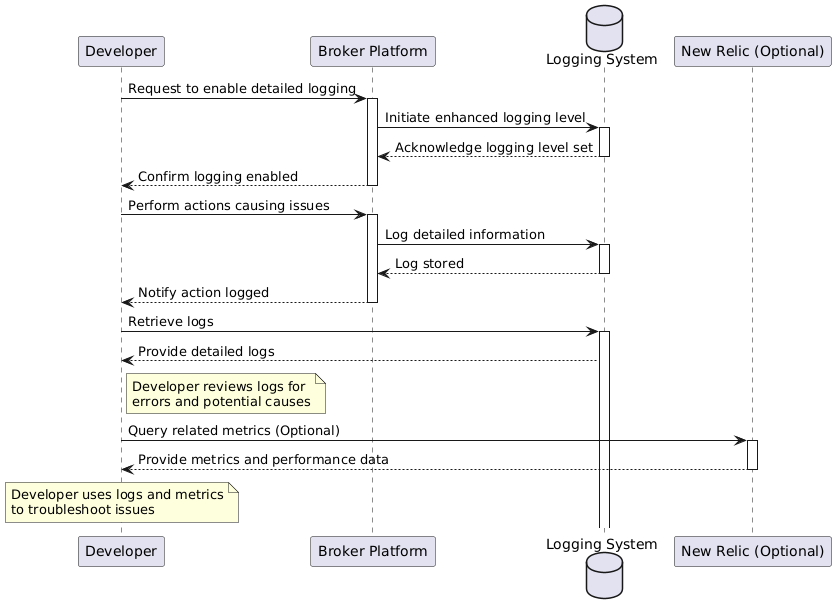 Developer
Broker Platform
Logging System
New Relic (Optional)
Request to enable detailed logging
Initiate enhanced logging level
Acknowledge logging level set
Confirm logging enabled
Perform actions causing issues
Log detailed information
Log stored
Notify action logged
Retrieve logs
Provide detailed logs
Developer reviews logs for
errors and potential causes
Query related metrics (Optional)
Provide metrics and performance data
Developer uses logs and metrics
to troubleshoot issues
Developer
Broker Platform
Logging System
New Relic (Optional)